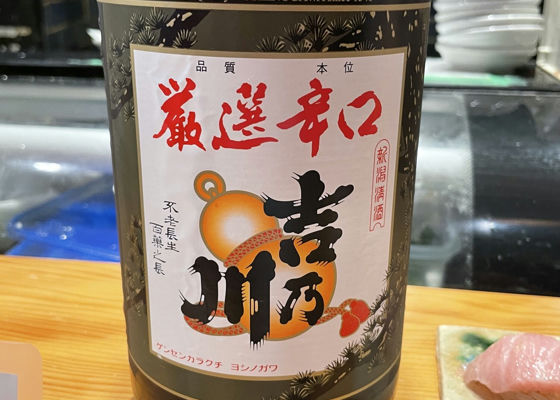 品質 本位
厳選辛口
新潟清酒
吉乃川
不老長生
百薬之長
ゲンセンカラクチ ヨシノガワ